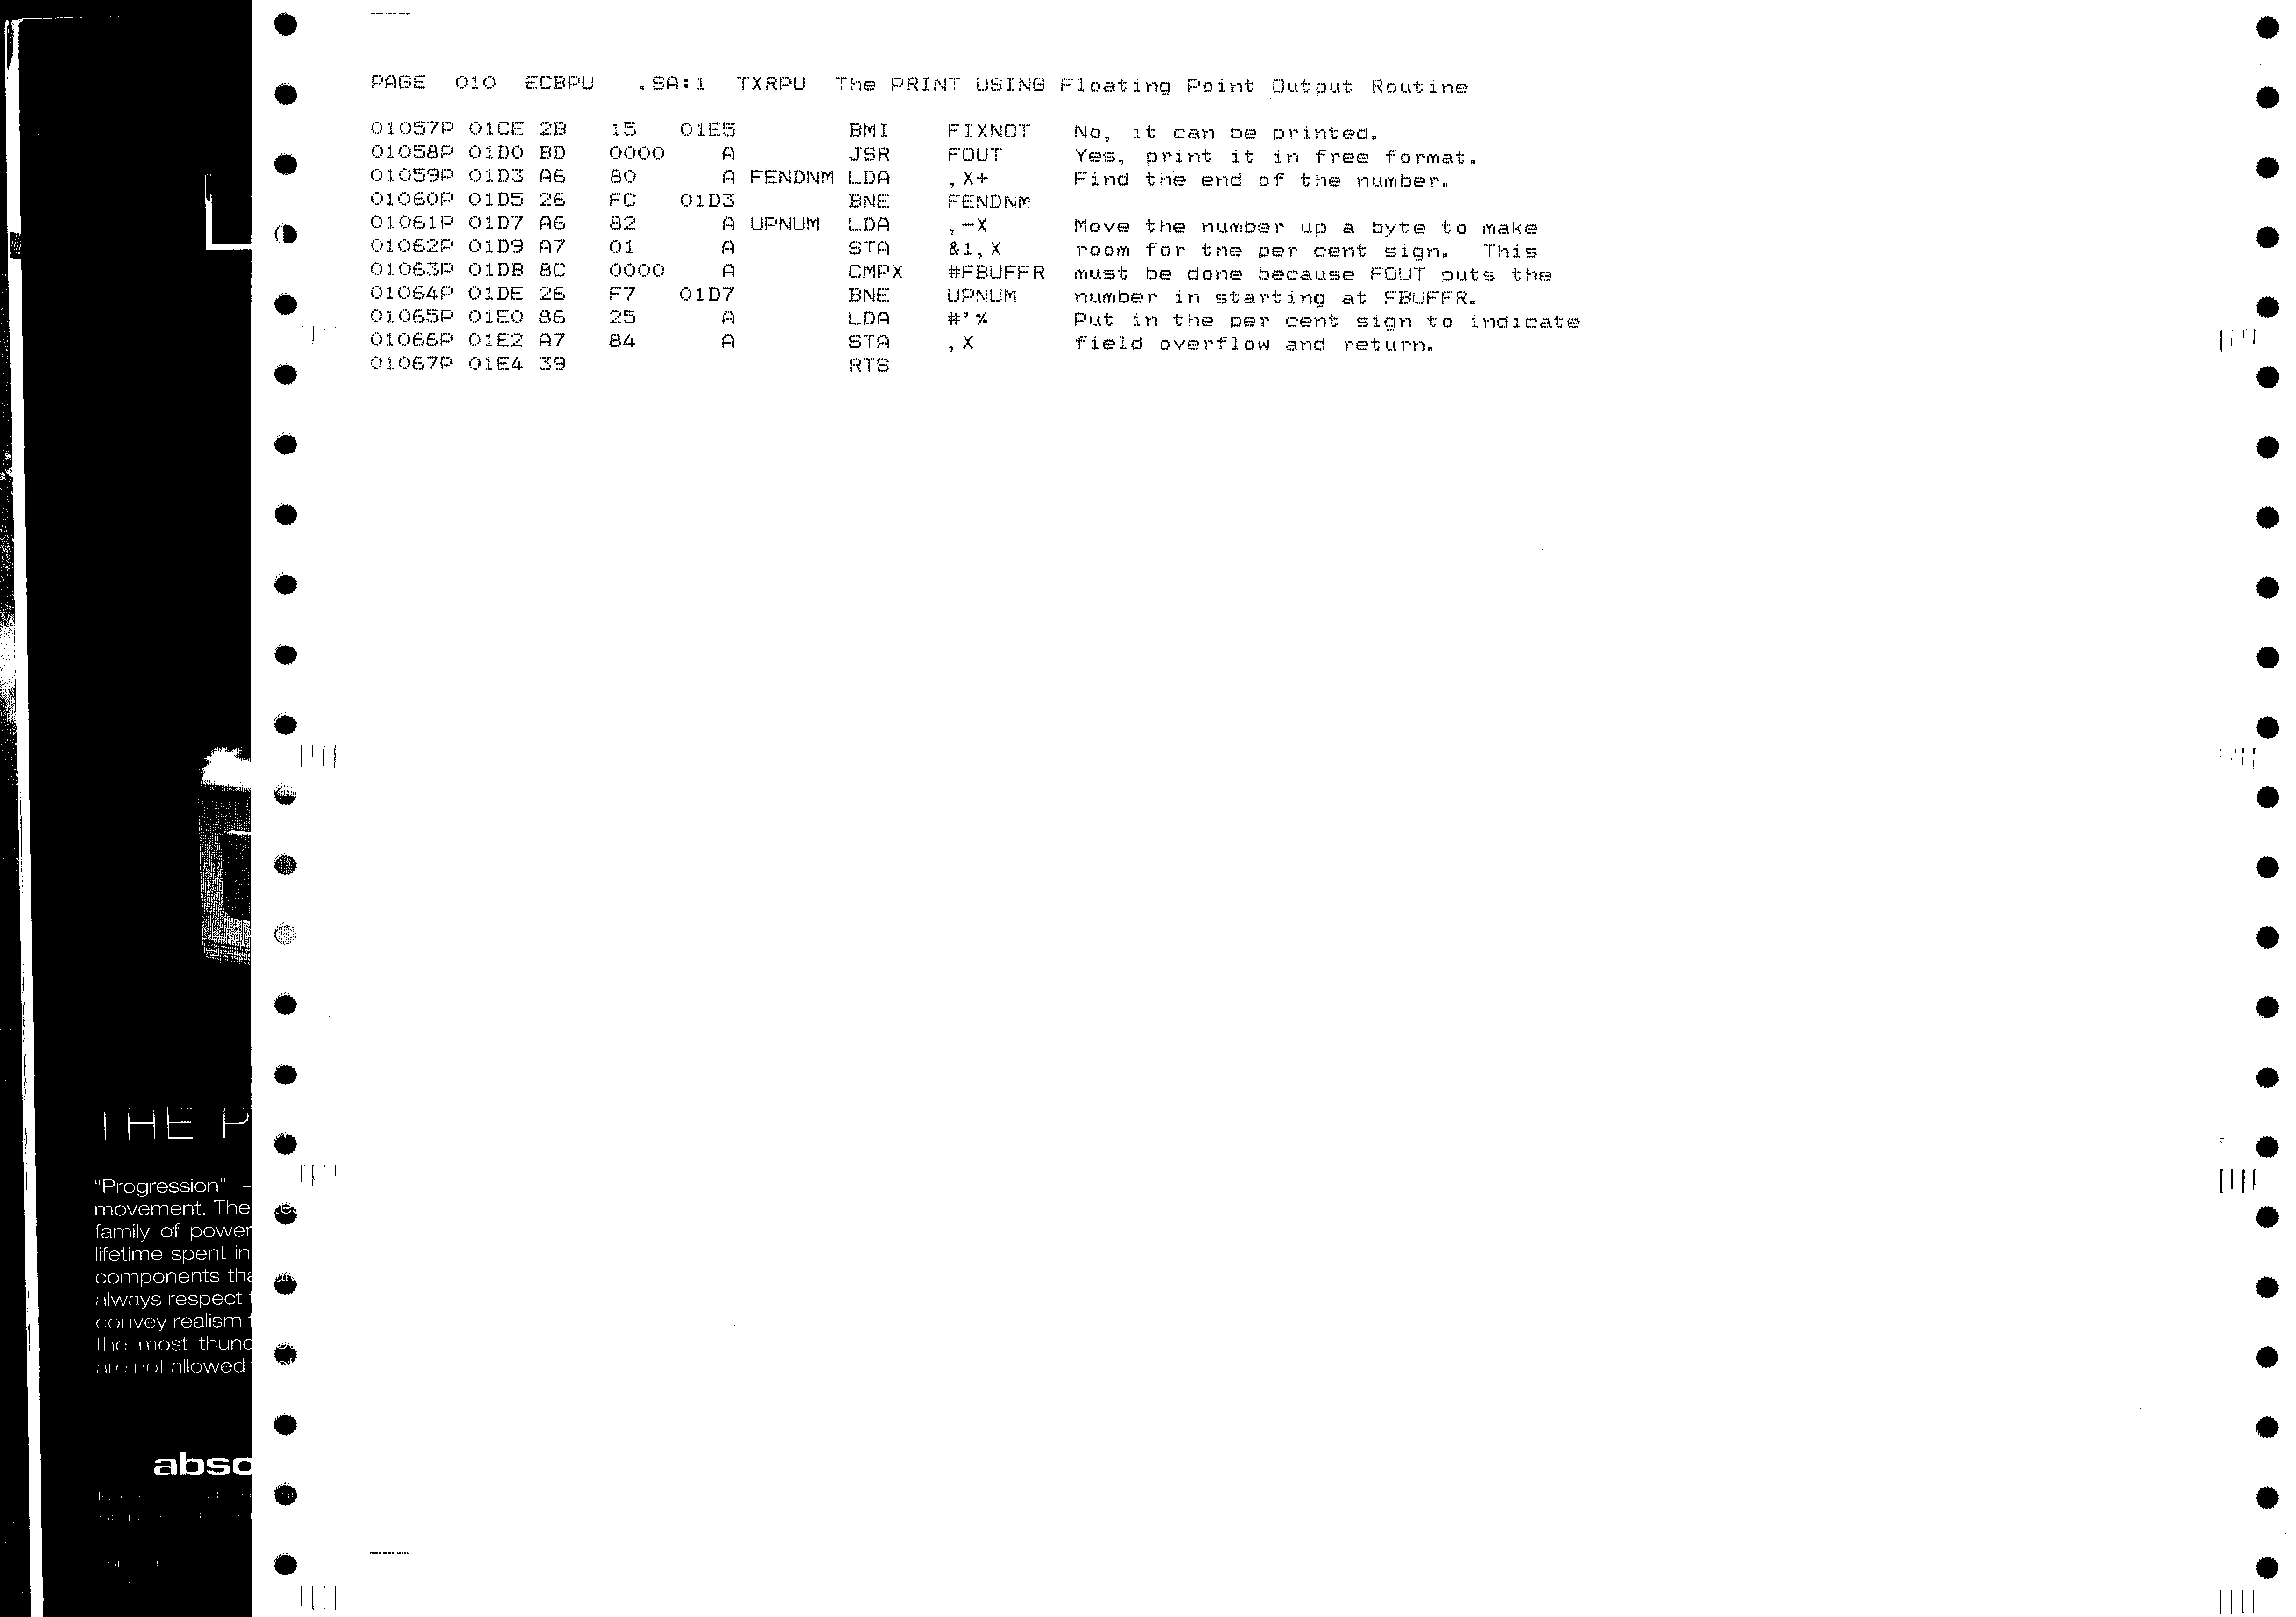 PAGE  010  ECBPU   .SA:1  TXRPU  The PRINT USING Floating Point Output Routine
01057P 01CE 2B   15   01E5        BMI    FIXNOT   No, it can be printed.
01058P 01D0 BD   0000    A        JSR    FOUT     Yes, print it in free format.
01059P 01D3 A6   80      A FENDNM LDA    ,X+      Find the end of the number.
01060P 01D5 26   FC   01D3        BNE    FENDNM
01061P 01D7 A6   82      A UPNUM  LDA    ,-X      Move the number up a byte to make
01062P 01D9 A7   01      A        STA    &1,X     room for the per cent sign.  This
01063P 01DB 8C   0000    A        CMPX   #FBUFFR  must be done because FOUT puts the
01064P 01DE 26   F7   01D7        BNE    UPNUM    number in starting at FBUFFR.
01065P 01E0 86   25      A        LDA    #'%      Put in the per cent sign to indicate
01066P 01E2 A7   84      A        STA    ,X       field overflow and return.
01067P 01E4 39                    RTS
THE P
"Progression" -
movement. The
family of power
lifetime spent in
components tha
always respect
convey realism
the most thund
are not allowed
abso